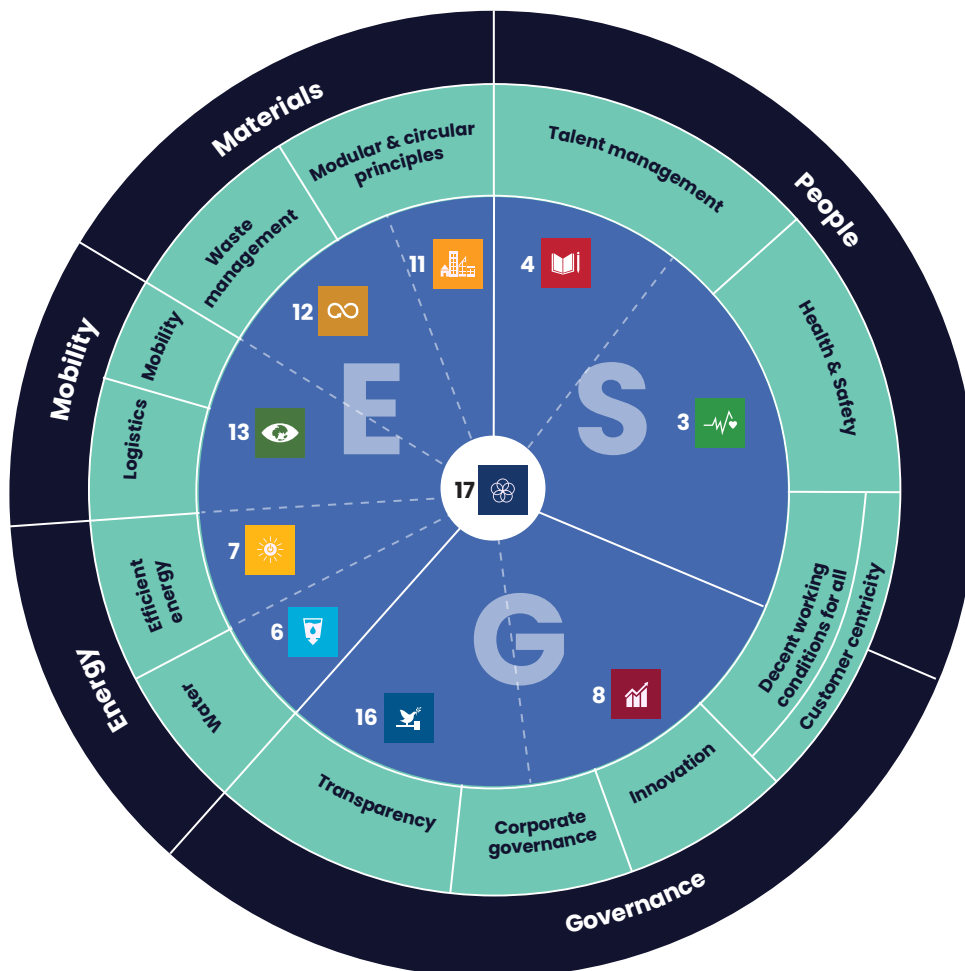 Materials
People
Mobility
Energy
Governance
Modular & circular
principles
Talent management
Waste
management
Health & Safety
Mobility
Logistics
Efficient
energy
Water
Transparency
Corporate
governance
Innovation
Decent working
conditions for all
Customer centricity
11
4
12
E
S
13
3
17
7
6
G
16
8